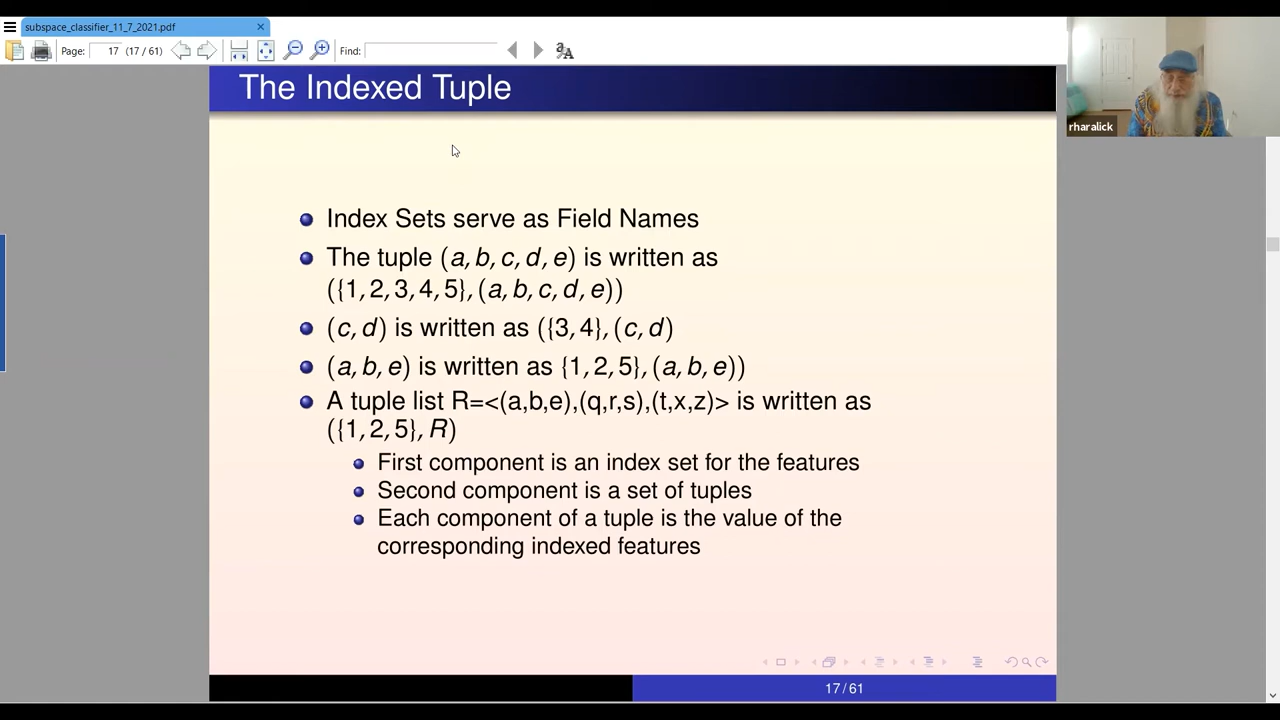 subspace_classifier_11_7_2021.pdf
Page: 17 (17 / 61) Find:
The Indexed Tuple
rharalick
Index Sets serve as Field Names
The tuple (a, b, c, d, e) is written as
({1, 2, 3, 4, 5}, (a, b, c, d, e))
(c, d) is written as ({3, 4}, (c, d)
(a, b, e) is written as {1, 2, 5}, (a, b, e))
A tuple list R=<(a,b,e),(q,r,s),(t,x,z)> is written as
({1, 2, 5}, R)
First component is an index set for the features
Second component is a set of tuples
Each component of a tuple is the value of the
corresponding indexed features
17 / 61